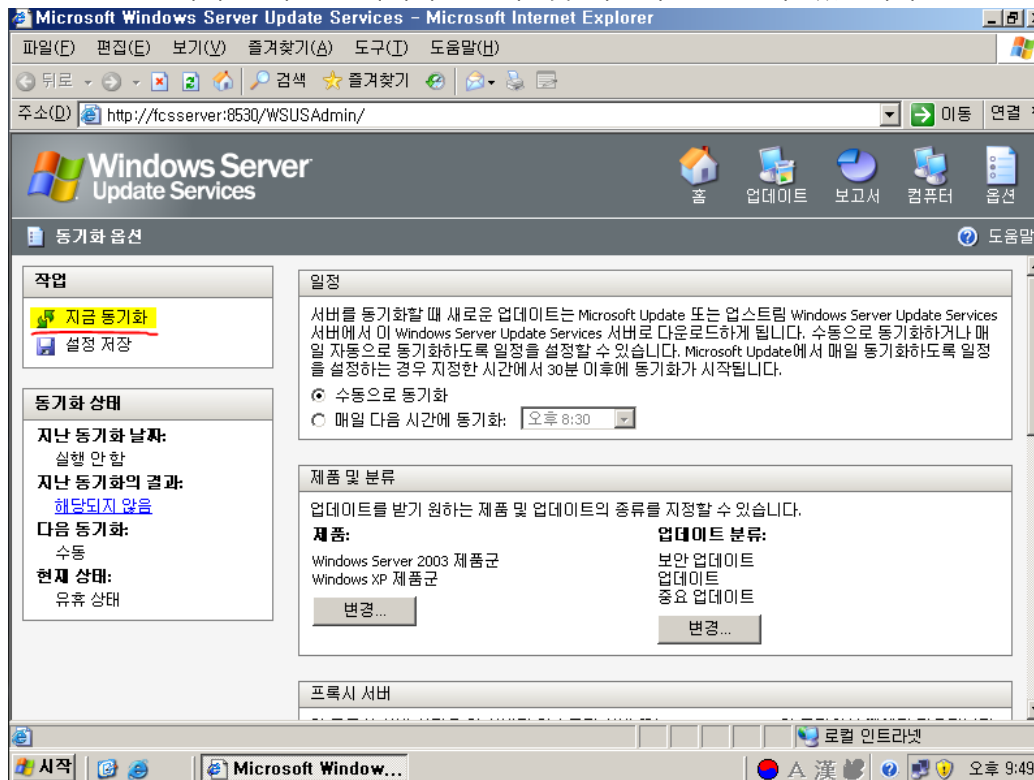 Microsoft Windows Server Update Services - Microsoft Internet Explorer
파일(F) 편집(E) 보기(V) 즐겨찾기(A) 도구(T) 도움말(H)
뒤로 검색 즐겨찾기
주소(D) http://fcsserver:8530/WSUSAdmin/ 이동 연결
Windows Server
Update Services
홈 업데이트 보고서 컴퓨터 옵션
동기화 옵션 도움말
작업
지금 동기화
설정 저장
동기화 상태
지난 동기화 날짜:
실행 안 함
지난 동기화의 결과:
해당되지 않음
다음 동기화:
수동
현재 상태:
유휴 상태
일정
서버를 동기화할 때 새로운 업데이트는 Microsoft Update 또는 업스트림 Windows Server Update Services
서버에서 이 Windows Server Update Services 서버로 다운로드하게 됩니다. 수동으로 동기화하거나 매
일 자동으로 동기화하도록 일정을 설정할 수 있습니다. Microsoft Update에서 매일 동기화하도록 일정
을 설정하는 경우 지정한 시간에서 30분 이후에 동기화가 시작됩니다.
수동으로 동기화
매일 다음 시간에 동기화: 오후 8:30
제품 및 분류
업데이트를 받기 원하는 제품 및 업데이트의 종류를 지정할 수 있습니다.
제품: 업데이트 분류:
Windows Server 2003 제품군 보안 업데이트
Windows XP 제품군 업데이트
중요 업데이트
변경... 변경...
프록시 서버
로컬 인트라넷
시작 Microsoft Window... A 漢 오후 9:49